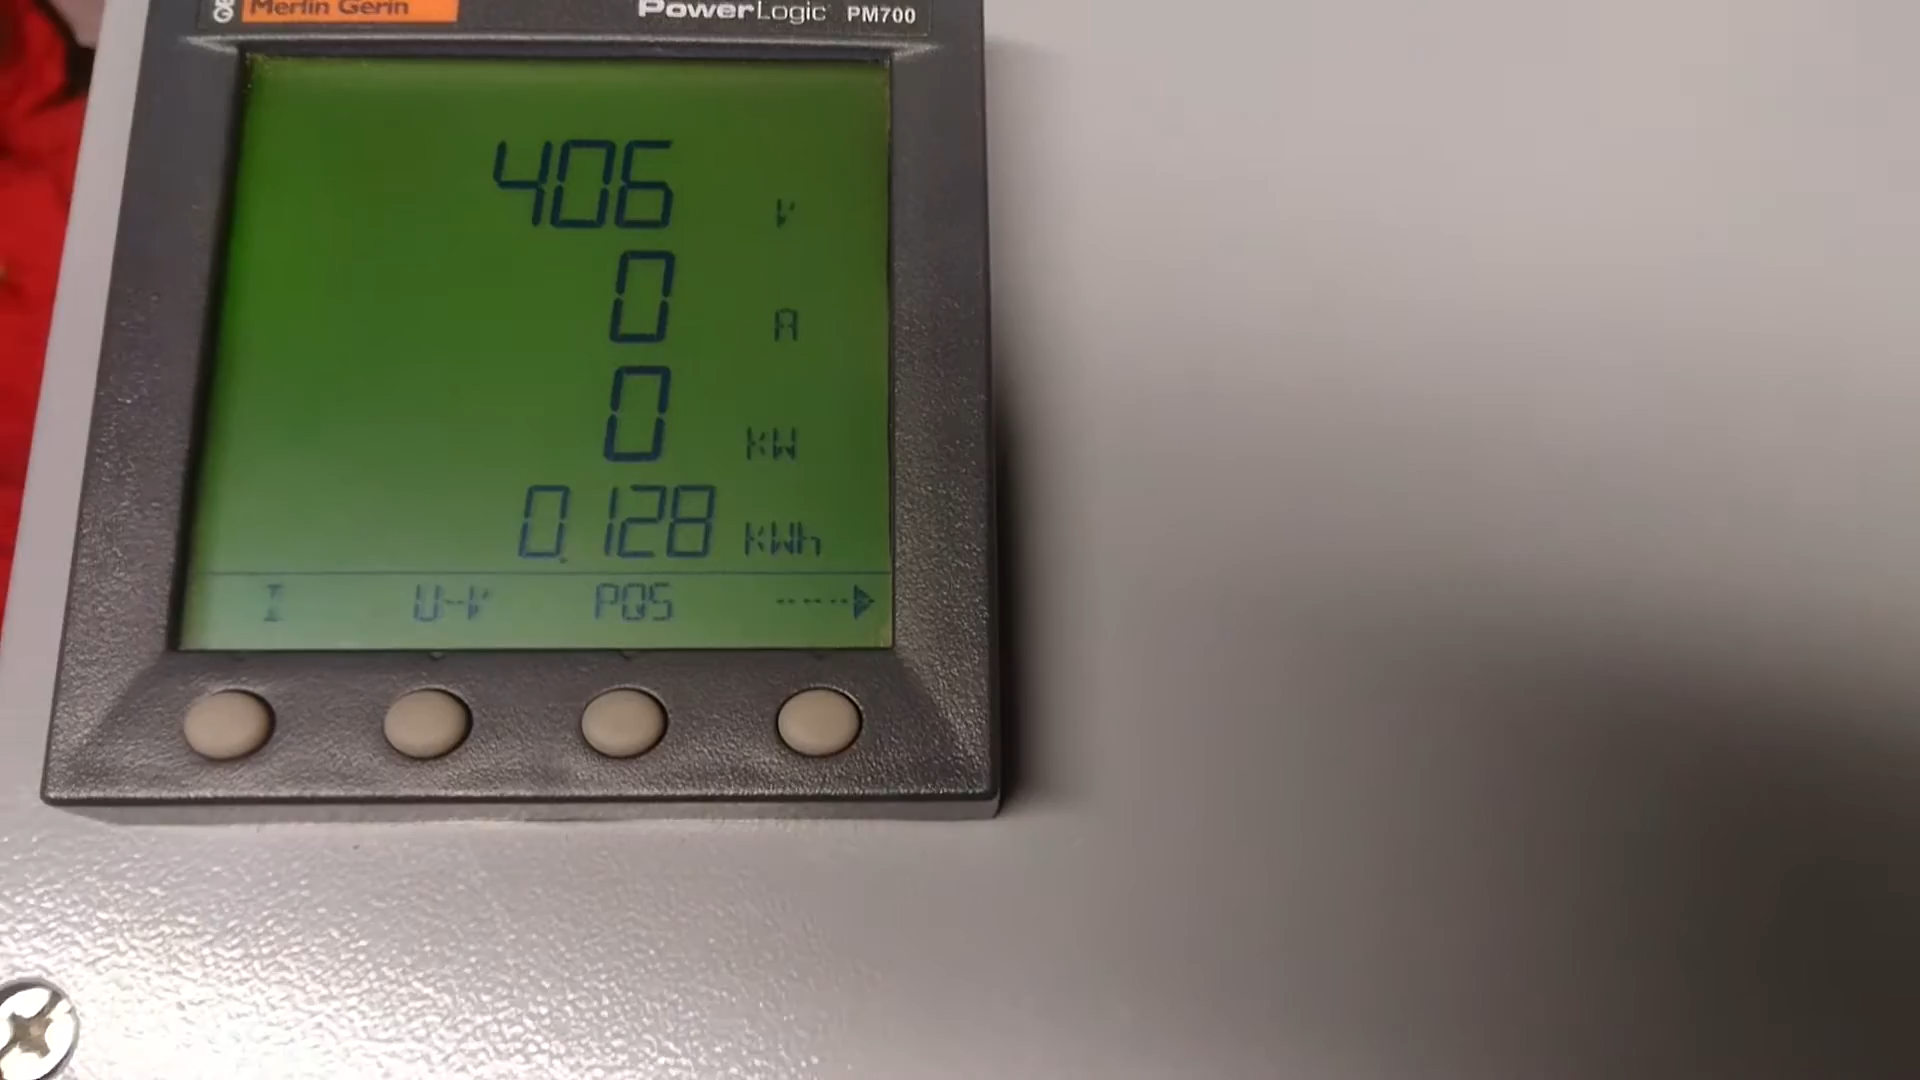 Merlin Gerin
PowerLogic PM700
406 V
0 A
0 kW
0.128 kWh
I U-V PQS ---->